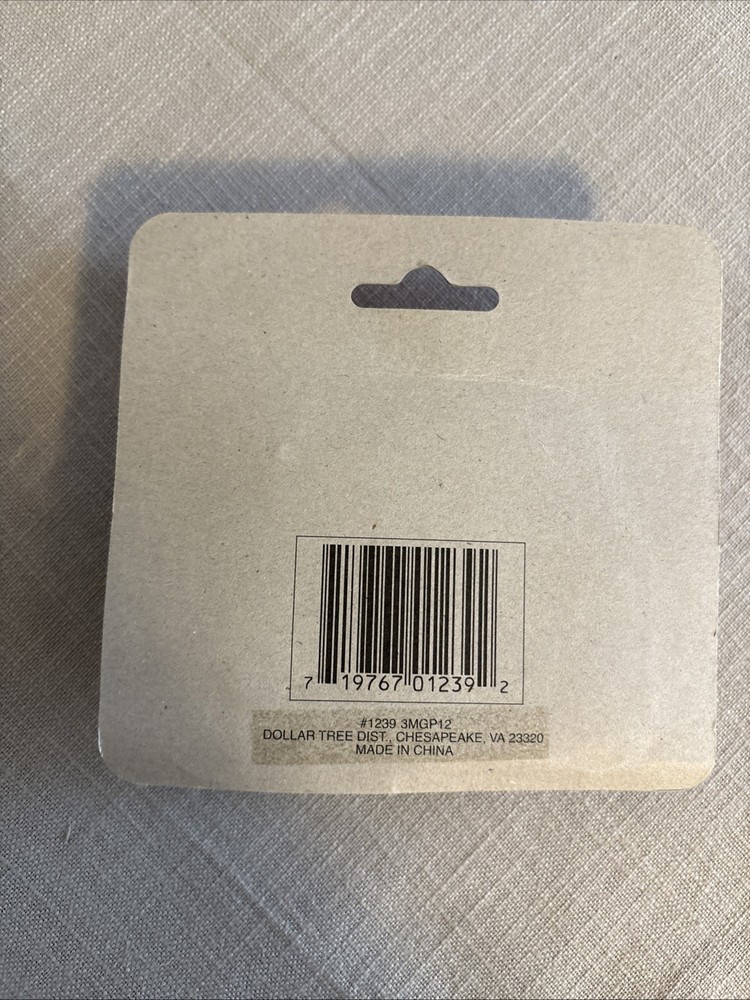 7 19767 01239 2
#1239 3MGP12
DOLLAR TREE DIST., CHESAPEAKE, VA 23320
MADE IN CHINA